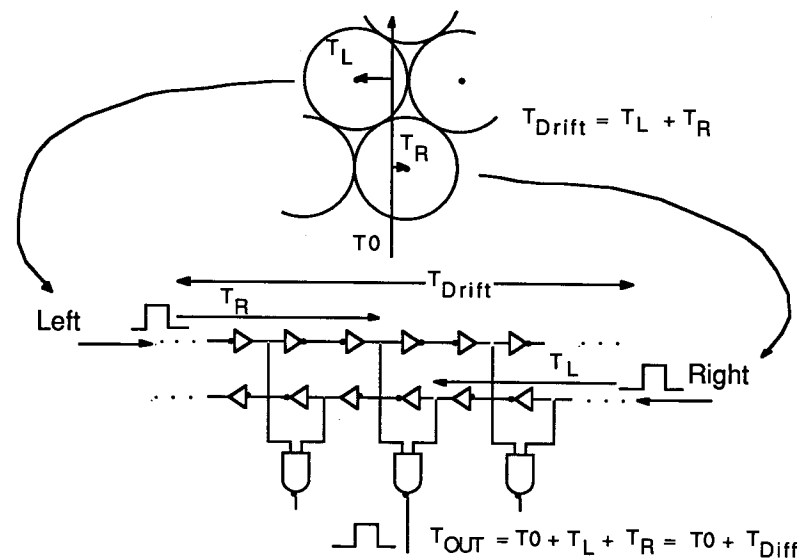 T_L
T_Drift = T_L + T_R
T_R
T0
T_Drift
T_R
Left
T_L
Right
T_OUT = T0 + T_L + T_R = T0 + T_Diff